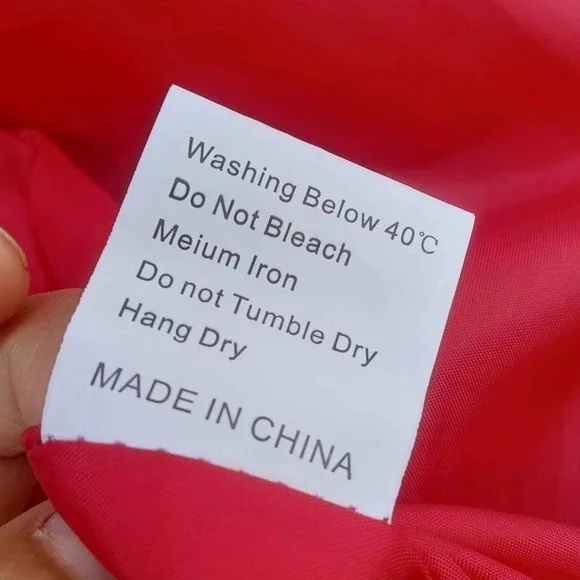 Washing Below 40℃
Do Not Bleach
Meium Iron
Do not Tumble Dry
Hang Dry
MADE IN CHINA